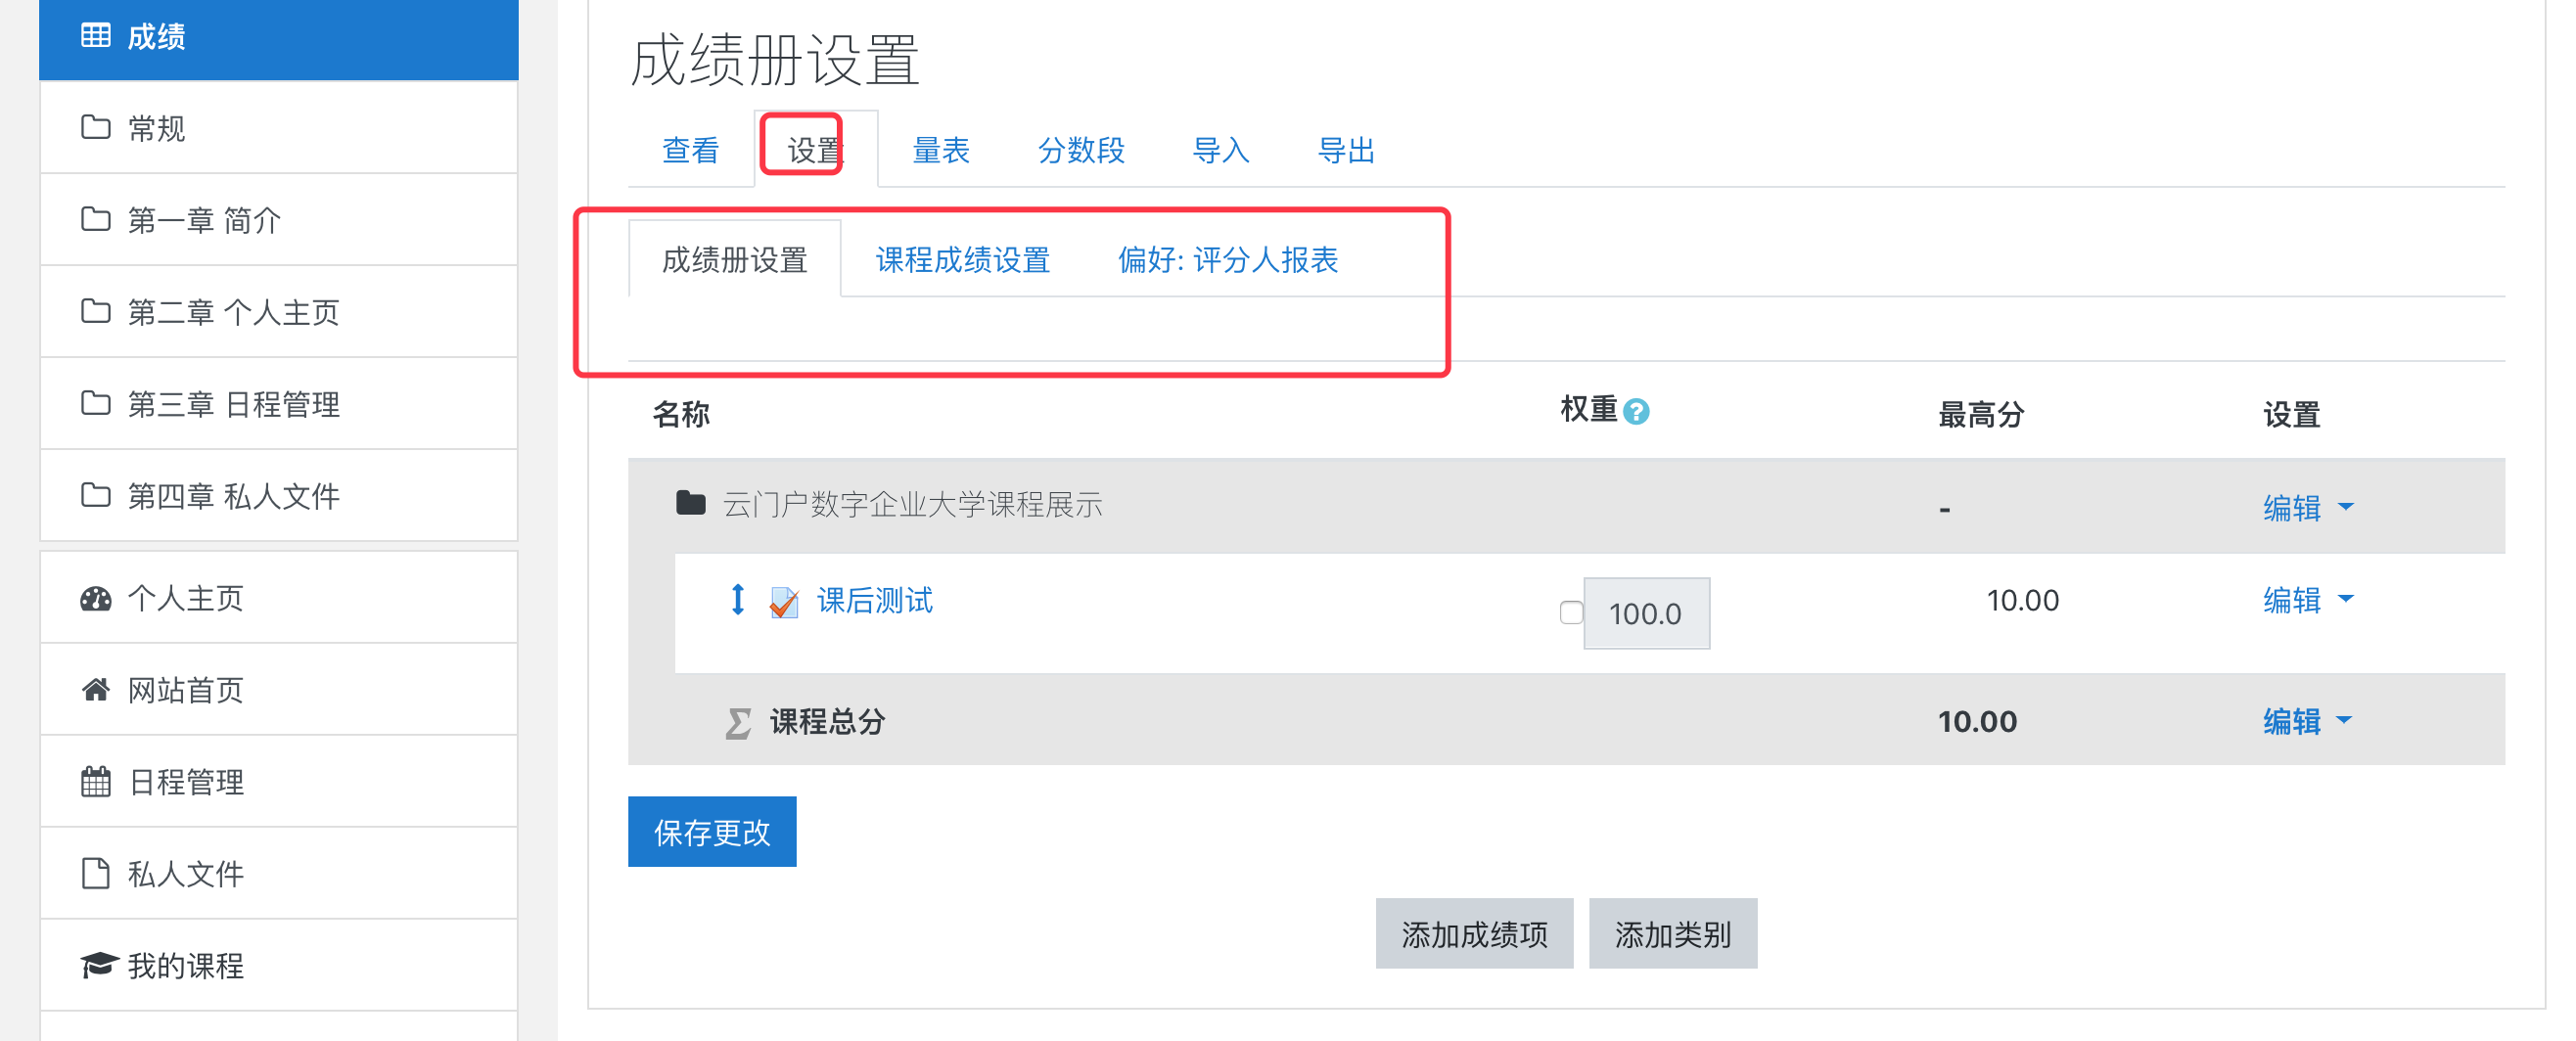 成绩
常规
第一章 简介
第二章 个人主页
第三章 日程管理
第四章 私人文件
个人主页
网站首页
日程管理
私人文件
我的课程
成绩册设置
查看 设置 量表 分数段 导入 导出
成绩册设置 课程成绩设置 偏好: 评分人报表
名称 权重 ? 最高分 设置
云门户数字企业大学课程展示 - 编辑
课后测试 100.0 10.00 编辑
Σ 课程总分 10.00 编辑
保存更改
添加成绩项 添加类别